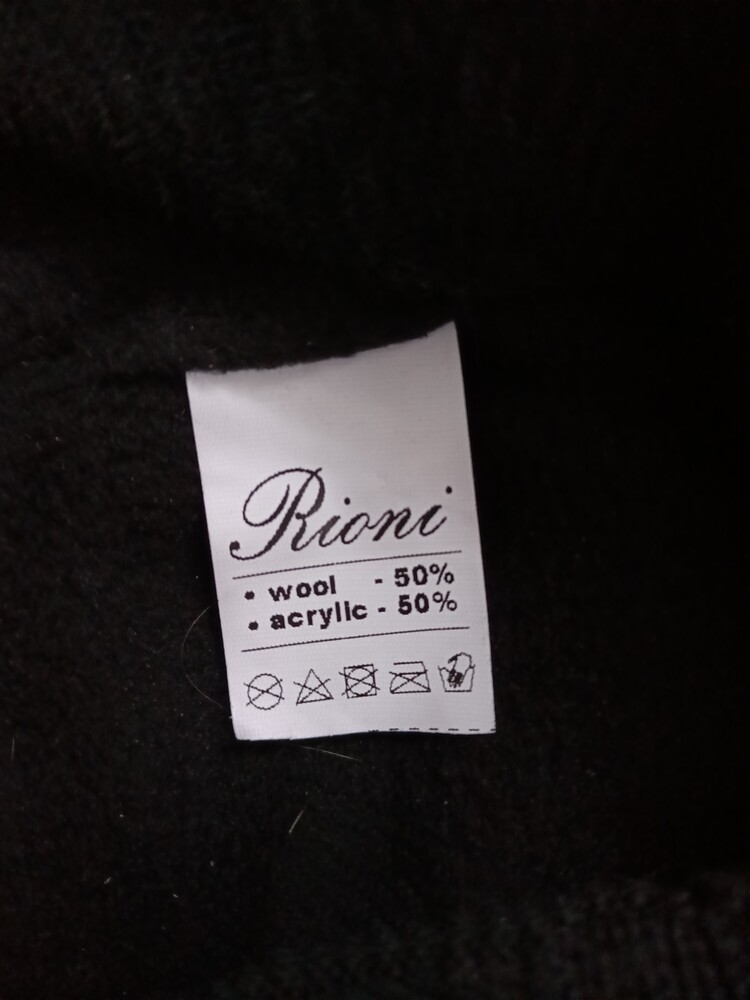 Rioni
• wool - 50%
• acrylic - 50%